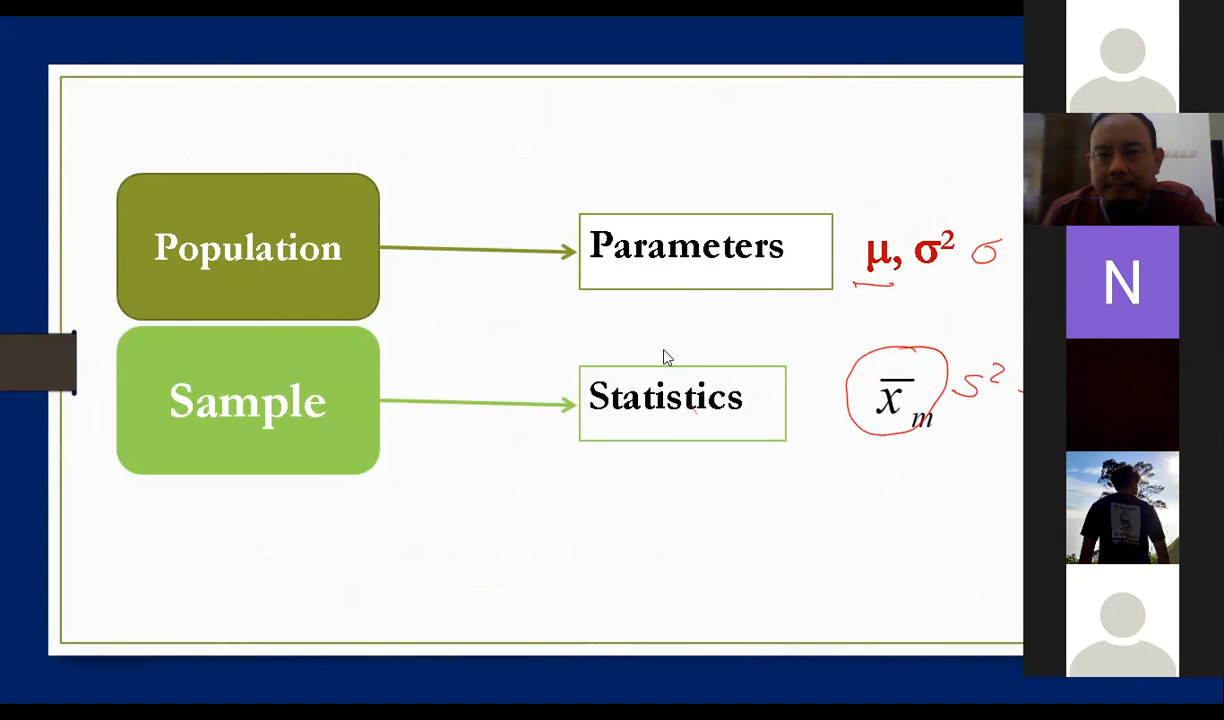 Population
Parameters
μ, σ² σ
N
Sample
Statistics
x̄ m s²